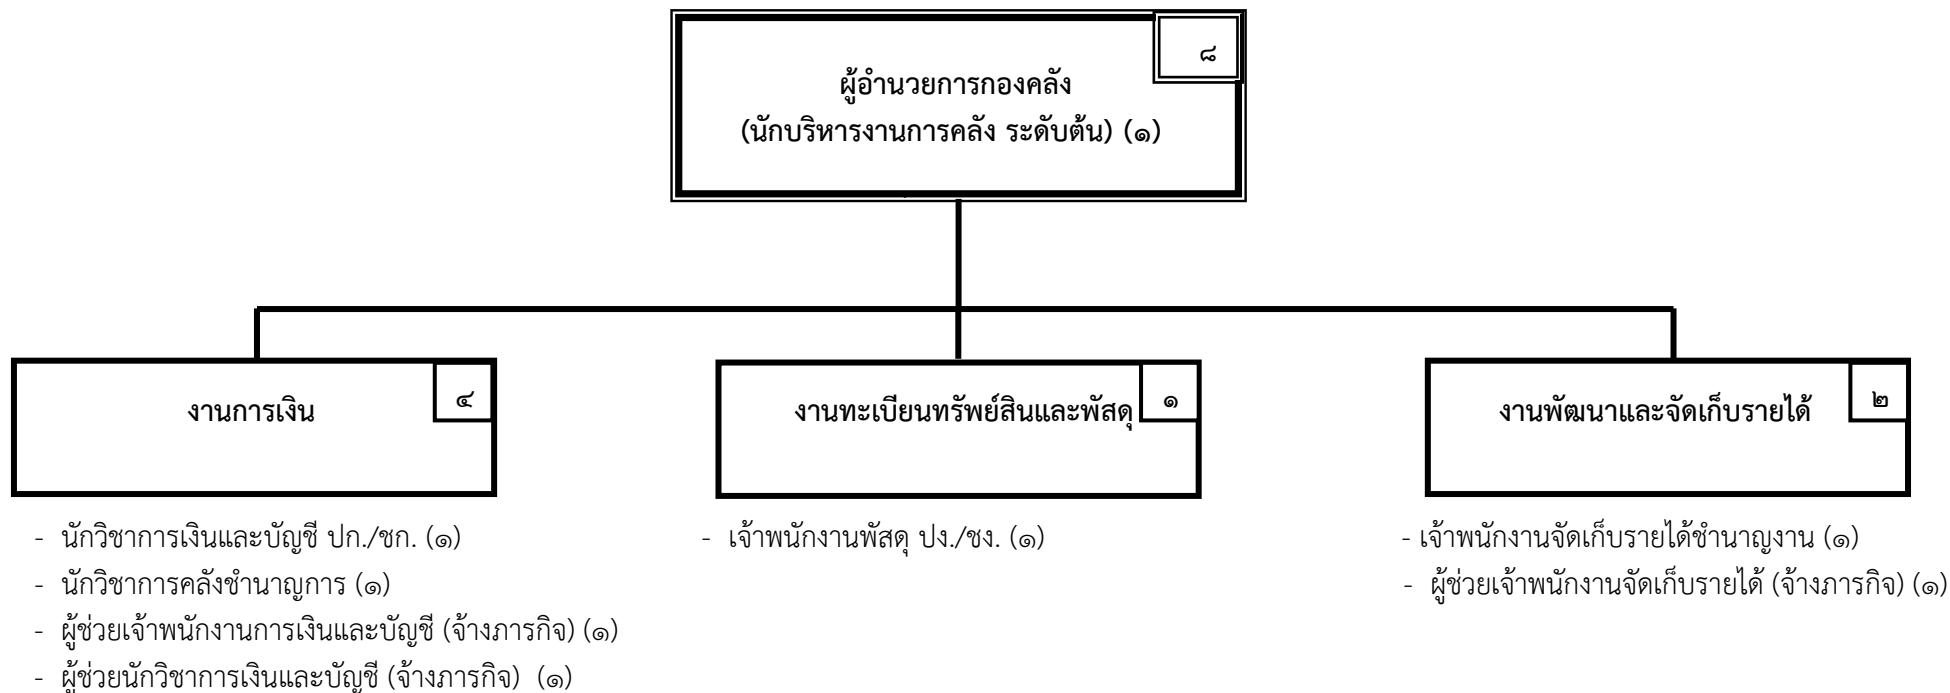 ๘
ผู้อำนวยการกองคลัง
(นักบริหารงานการคลัง ระดับต้น) (๑)
งานการเงิน
๔
งานทะเบียนทรัพย์สินและพัสดุ
๑
งานพัฒนาและจัดเก็บรายได้
๒
- นักวิชาการเงินและบัญชี ปก./ชก. (๑)
- นักวิชาการคลังชำนาญการ (๑)
- ผู้ช่วยเจ้าพนักงานการเงินและบัญชี (จ้างภารกิจ) (๑)
- ผู้ช่วยนักวิชาการเงินและบัญชี (จ้างภารกิจ) (๑)
- เจ้าพนักงานพัสดุ ปง./ชง. (๑)
- เจ้าพนักงานจัดเก็บรายได้ชำนาญงาน (๑)
- ผู้ช่วยเจ้าพนักงานจัดเก็บรายได้ (จ้างภารกิจ) (๑)